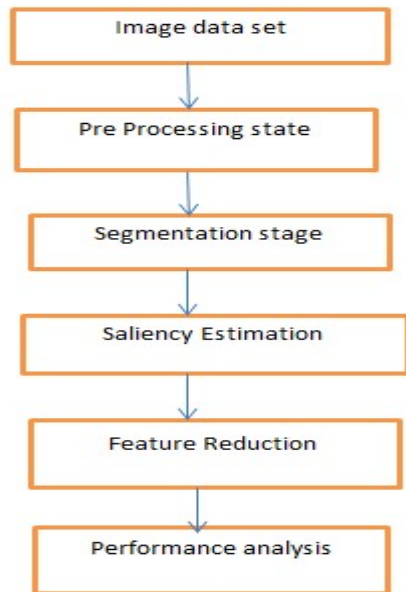 Image data set
Pre Processing state
Segmentation stage
Saliency Estimation
Feature Reduction
Performance analysis